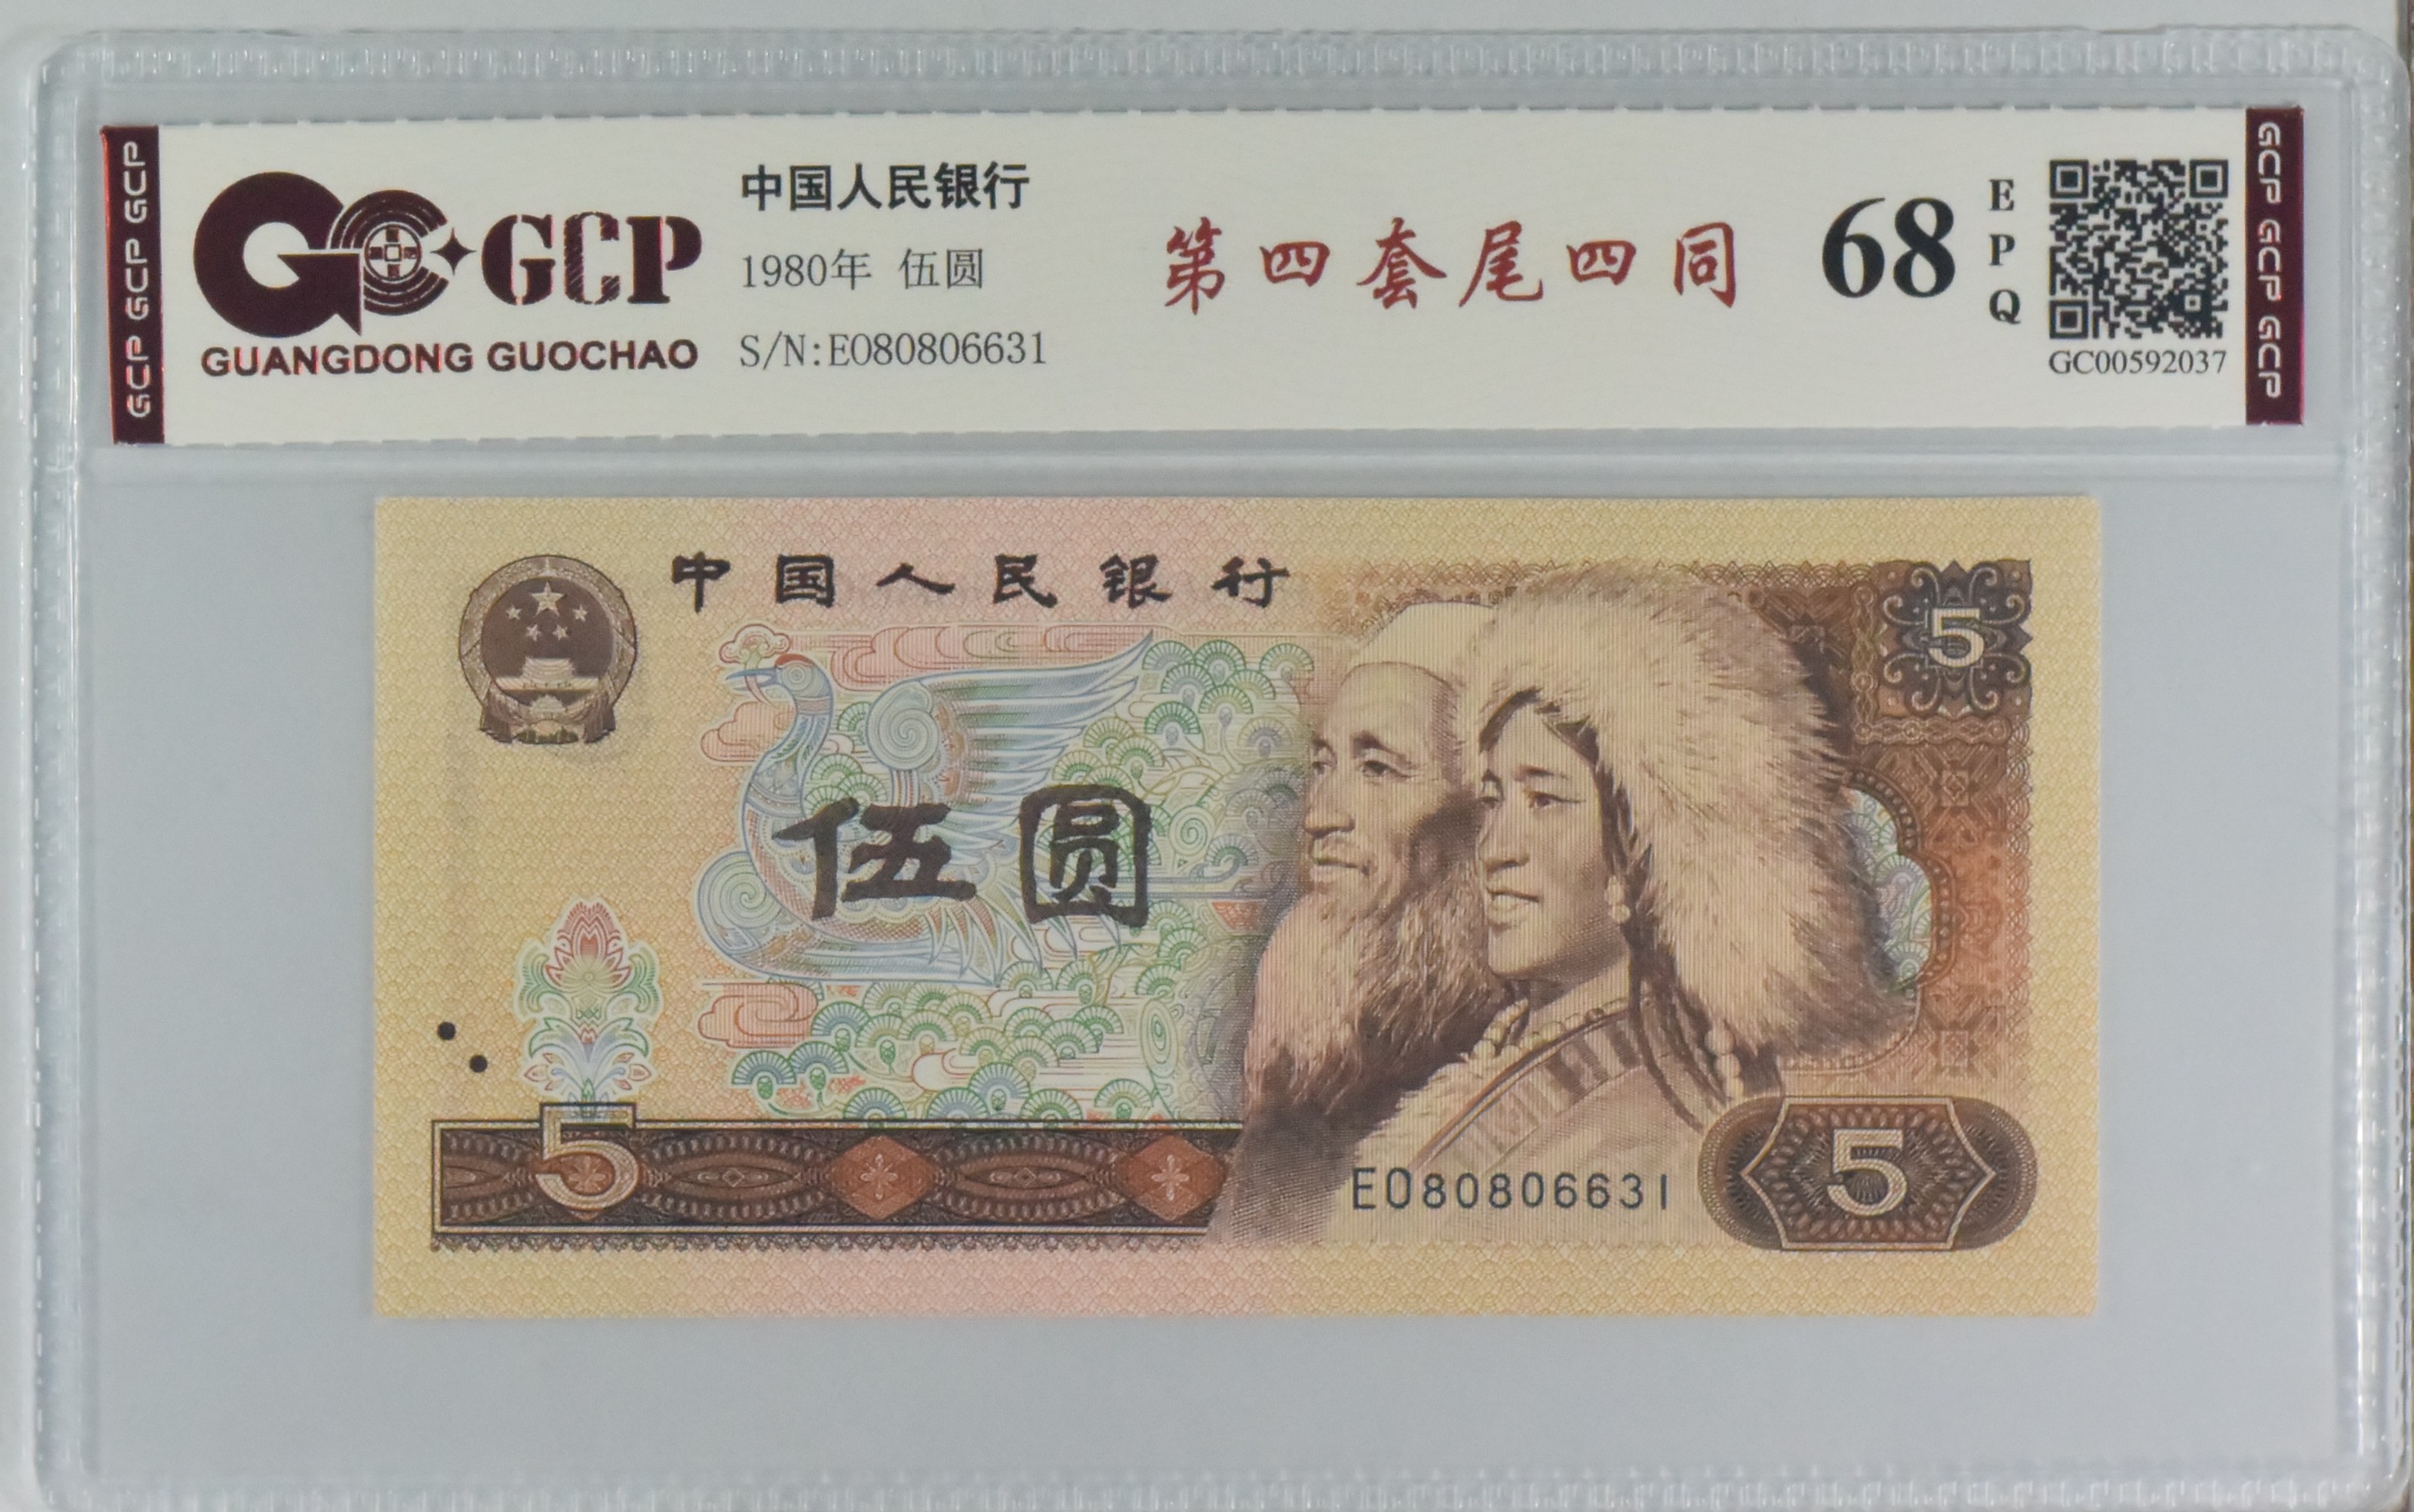 GCP GCP GCP
GCP
GUANGDONG GUOCHAO
中国人民银行
1980年 伍圆
S/N:EO80806631
第四套尾四同
68
EPQ
GC00592037
GCP GCP GCP
中国人民银行
5
伍圆
5
EO80806631
5